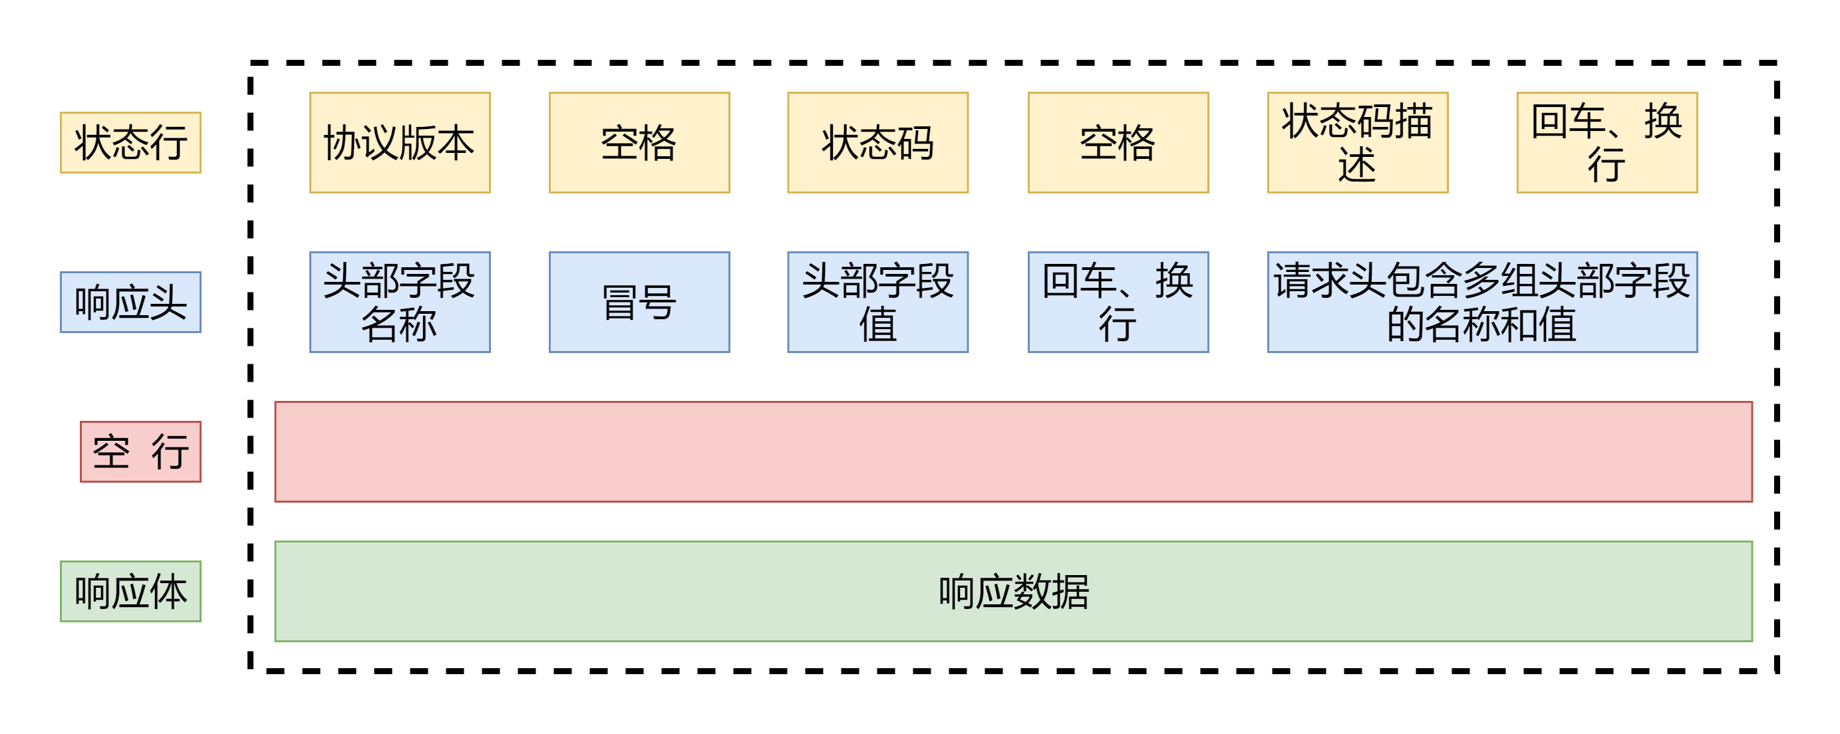 状态行
协议版本
空格
状态码
空格
状态码描
述
回车、换
行
响应头
头部字段
名称
冒号
头部字段
值
回车、换
行
请求头包含多组头部字段
的名称和值
空 行
响应体
响应数据